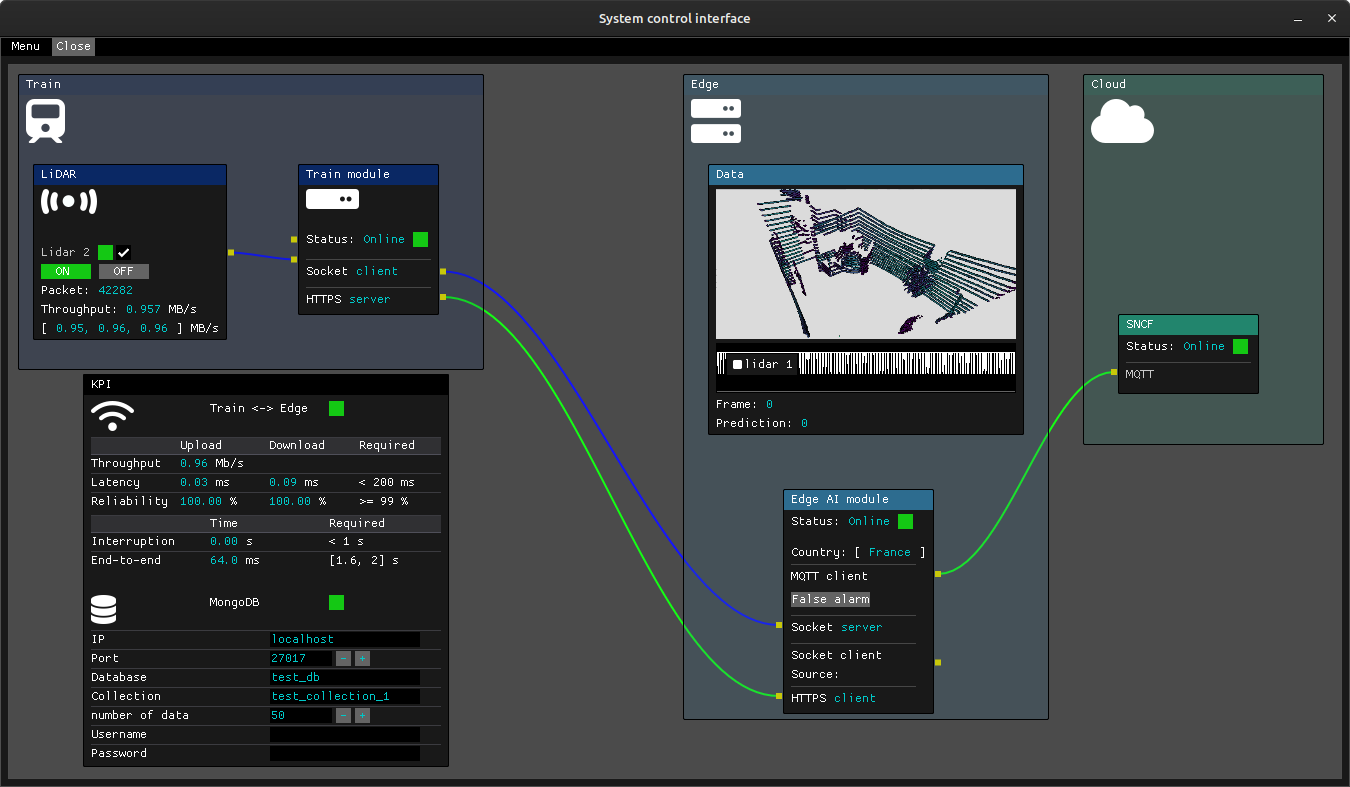 System control interface
Menu Close
Train
LiDAR
Lidar 2
ON OFF
Packet: 42282
Throughput: 0.957 MB/s
[ 0.95, 0.96, 0.96 ] MB/s
Train module
Status: Online
Socket client
HTTPS server
KPI
Train <-> Edge
Upload Download Required
Throughput 0.96 Mb/s
Latency 0.03 ms 0.09 ms < 200 ms
Reliability 100.00 % 100.00 % >= 99 %
Time Required
Interruption 0.00 s < 1 s
End-to-end 64.0 ms [1.6, 2] s
MongoDB
IP localhost
Port 27017 - +
Database test_db
Collection test_collection_1
number of data 50 - +
Username
Password
Edge
Data
lidar 1
Frame: 0
Prediction: 0
Edge AI module
Status: Online
Country: [ France ]
MQTT client
False alarm
Socket server
Socket client
Source:
HTTPS client
Cloud
SNCF
Status: Online
MQTT